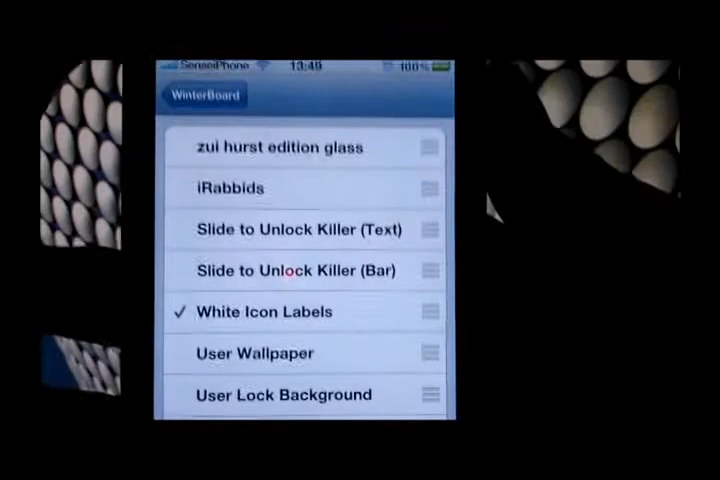 SenseiPhone 13:49 100%
WinterBoard
zui hurst edition glass
iRabbids
Slide to Unlock Killer (Text)
Slide to Unlock Killer (Bar)
White Icon Labels
User Wallpaper
User Lock Background